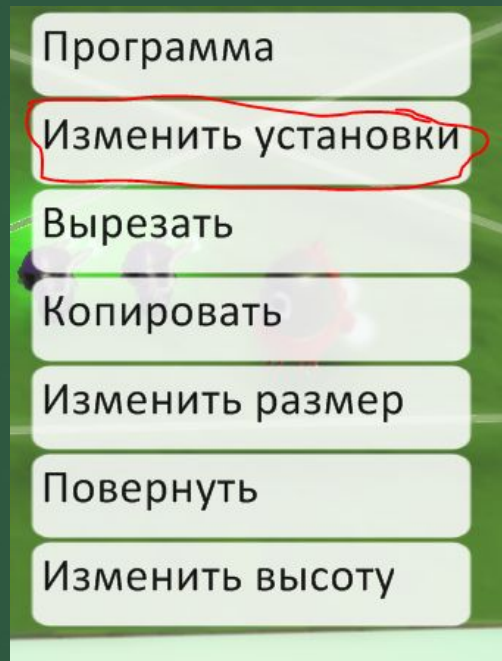 Программа
Изменить установки
Вырезать
Копировать
Изменить размер
Повернуть
Изменить высоту